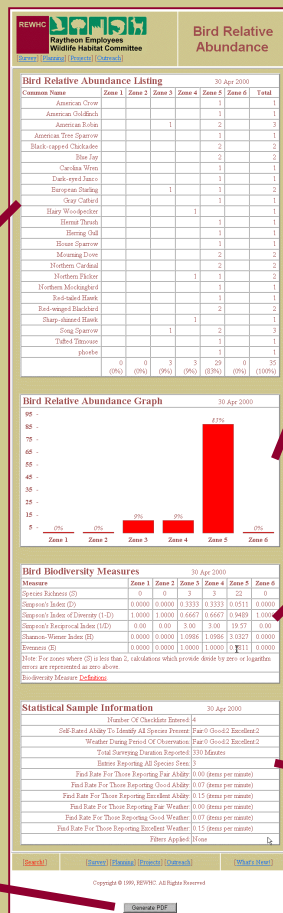 REWHC
Raytheon Employees
Wildlife Habitat Committee
[Survey] [Planning] [Projects] [Outreach]
Bird Relative
Abundance
Bird Relative Abundance Listing 30 Apr 2000
Common Name Zone 1 Zone 2 Zone 3 Zone 4 Zone 5 Zone 6 Total
American Crow 1 1
American Goldfinch 1 1
American Robin 1 2 3
American Tree Sparrow 1 1
Black-capped Chickadee 2 2
Blue Jay 2 2
Carolina Wren 1 1
Dark-eyed Junco 1 1
European Starling 1 1 2
Gray Catbird 1 1
Hairy Woodpecker 1 1
Hermit Thrush 1 1
Herring Gull 1 1
House Sparrow 1 1
Mourning Dove 2 2
Northern Cardinal 2 2
Northern Flicker 1 1 2
Northern Mockingbird 1 1
Red-tailed Hawk 1 1
Red-winged Blackbird 2 2
Sharp-shinned Hawk 1 1
Song Sparrow 1 2 3
Tufted Titmouse 1 1
phoebe 1 1
0 0 3 3 29 0 35
(0%) (0%) (9%) (9%) (83%) (0%) (100%)
Bird Relative Abundance Graph 30 Apr 2000
95 -
85 - 83%
75 -
65 -
55 -
45 -
35 -
25 -
15 - 9% 9%
5 - 0% 0% 0%
Zone 1 Zone 2 Zone 3 Zone 4 Zone 5 Zone 6
Bird Biodiversity Measures 30 Apr 2000
Measure Zone 1 Zone 2 Zone 3 Zone 4 Zone 5 Zone 6
Species Richness (S) 0 0 3 3 22 0
Simpson's Index (D) 0.0000 0.0000 0.3333 0.3333 0.0511 0.0000
Simpson's Index of Diversity (1-D) 1.0000 1.0000 0.6667 0.6667 0.9489 1.000
Simpson's Reciprocal Index (1/D) 0.00 0.00 3.00 3.00 19.57 0.00
Shannon-Wiener Index (H) 0.0000 0.0000 1.0986 1.0986 3.0327 0.0000
Evenness (E) 0.0000 0.0000 1.0000 1.0000 0.9811 0.0000
Note: For zones where (S) is less than 2, calculations which provide divide by zero or logarithm
errors are represented as zero above.
Biodiversity Measure Definitions
Statistical Sample Information 30 Apr 2000
Number Of Checklists Entered: 4
Self-Rated Ability To Identify All Species Present: Fair:0 Good:2 Excellent:2
Weather During Period Of Observation: Fair:0 Good:2 Excellent:2
Total Surveying Duration Reported: 330 Minutes
Entries Reporting All Species Seen: 3
Find Rate For Those Reporting Fair Ability: 0.00 (items per minute)
Find Rate For Those Reporting Good Ability: 0.07 (items per minute)
Find Rate For Those Reporting Excellent Ability: 0.15 (items per minute)
Find Rate For Those Reporting Fair Weather: 0.00 (items per minute)
Find Rate For Those Reporting Good Weather: 0.07 (items per minute)
Find Rate For Those Reporting Excellent Weather: 0.15 (items per minute)
Filters Applied: None
[Search!] [Survey] [Planning] [Projects] [Outreach] [What's New!]
Copyright © 1999, REWHC. All Rights Reserved
Generate PDF